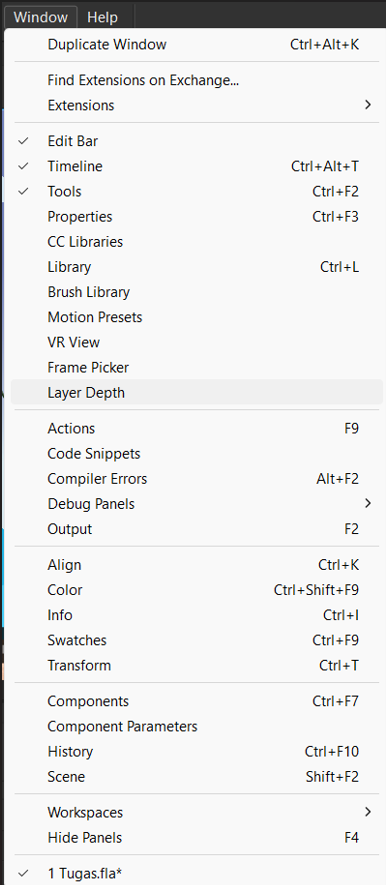 Window Help
Duplicate Window Ctrl+Alt+K
Find Extensions on Exchange...
Extensions
Edit Bar
Timeline Ctrl+Alt+T
Tools Ctrl+F2
Properties Ctrl+F3
CC Libraries
Library Ctrl+L
Brush Library
Motion Presets
VR View
Frame Picker
Layer Depth
Actions F9
Code Snippets
Compiler Errors Alt+F2
Debug Panels
Output F2
Align Ctrl+K
Color Ctrl+Shift+F9
Info Ctrl+I
Swatches Ctrl+F9
Transform Ctrl+T
Components Ctrl+F7
Component Parameters
History Ctrl+F10
Scene Shift+F2
Workspaces
Hide Panels F4
1 Tugas.fla*